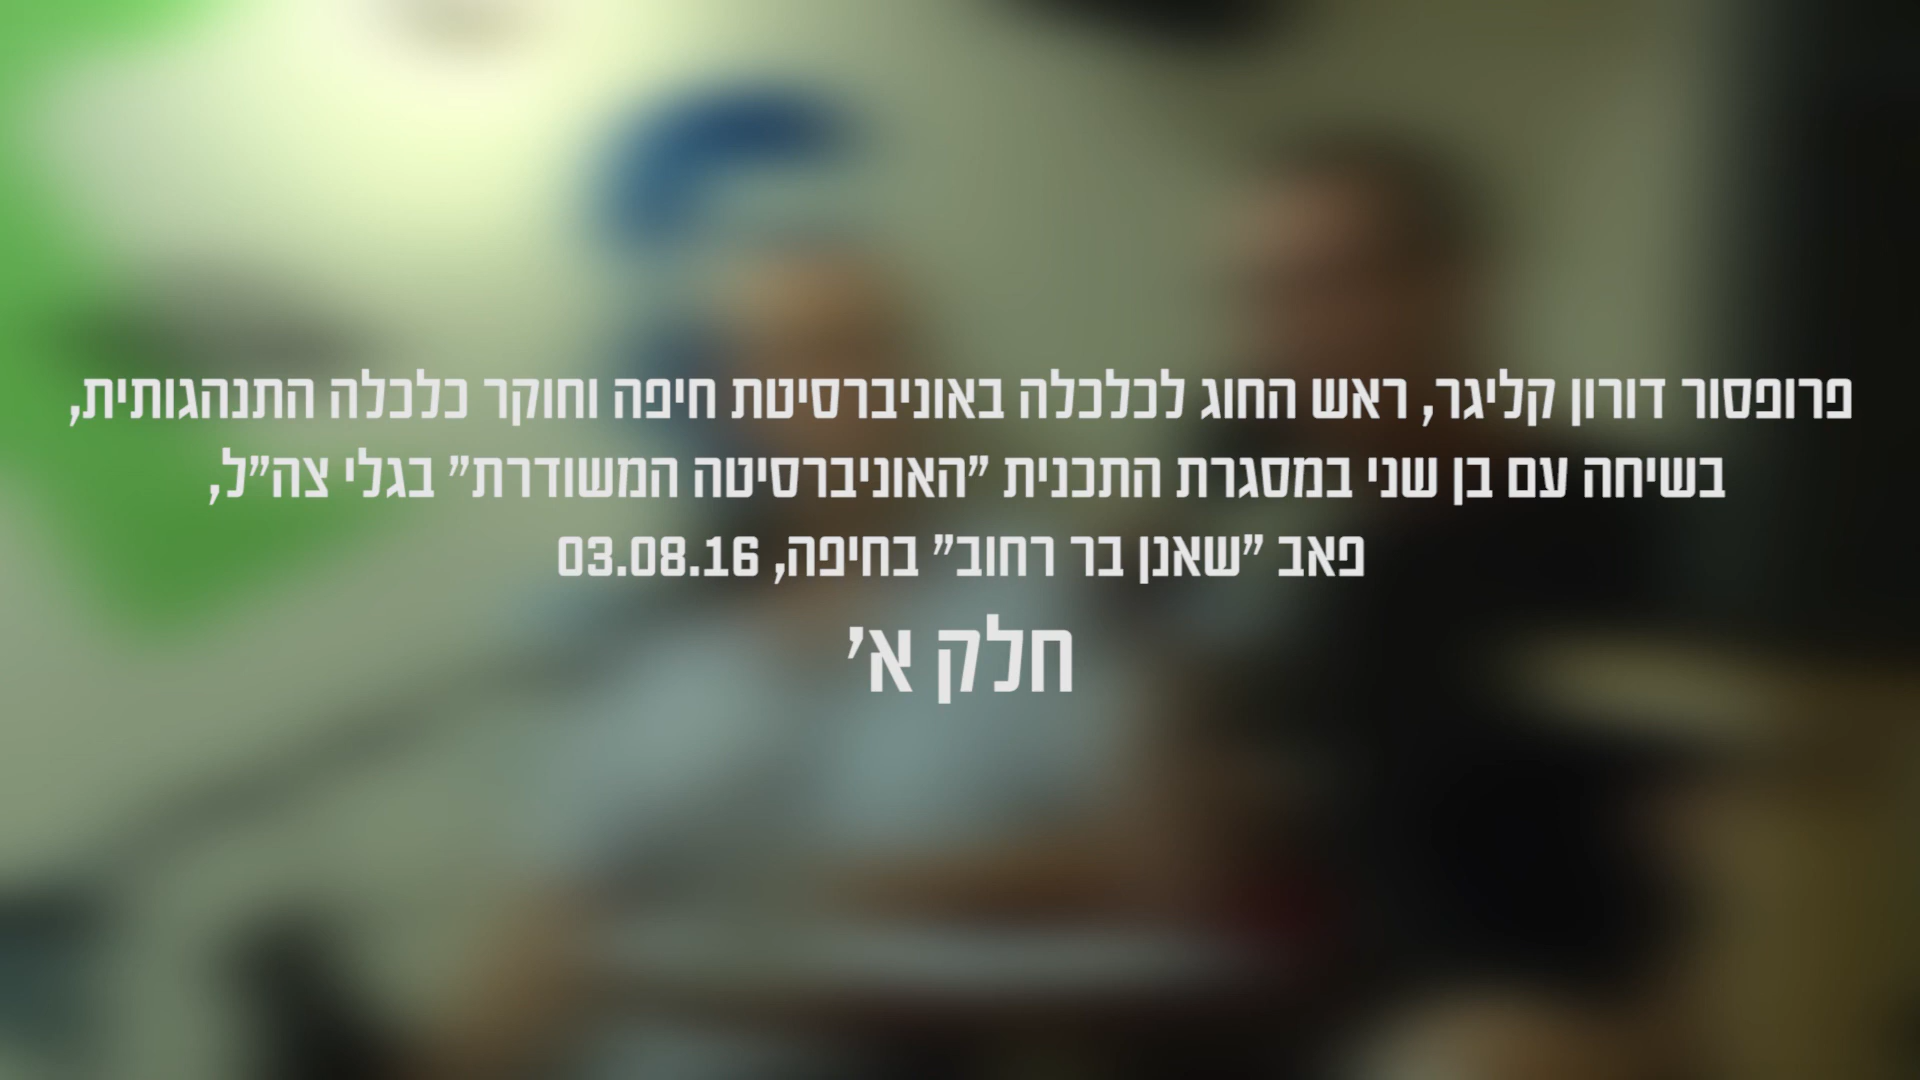 פרופסור דורון קליגר, ראש החוג לכלכלה באוניברסיטת חיפה וחוקר כלכלה התנהגותית,
בשיחה עם בן שני במסגרת התכנית "האוניברסיטה המשודרת" בגלי צה"ל,
פאב "שאנן בר רחוב" בחיפה, 03.08.16
חלק א'